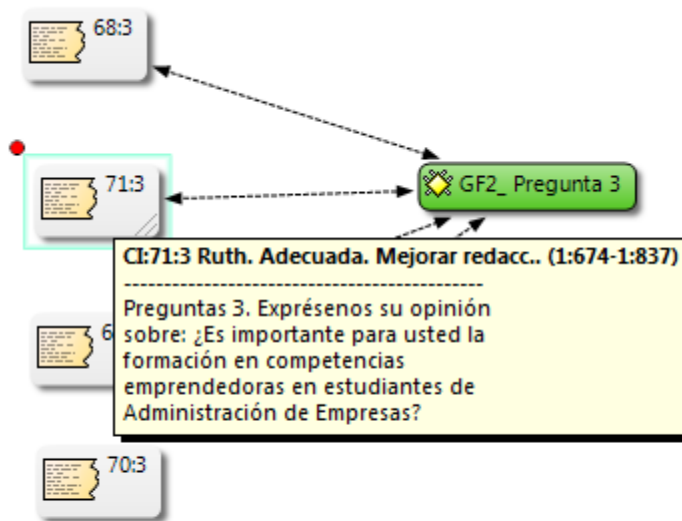 68:3
71:3
GF2_ Pregunta 3
CI:71:3 Ruth. Adecuada. Mejorar redacc.. (1:674-1:837)
---------------------------------------------
Preguntas 3. Exprésenos su opinión
sobre: ¿Es importante para usted la
formación en competencias
emprendedoras en estudiantes de
Administración de Empresas?
6
70:3